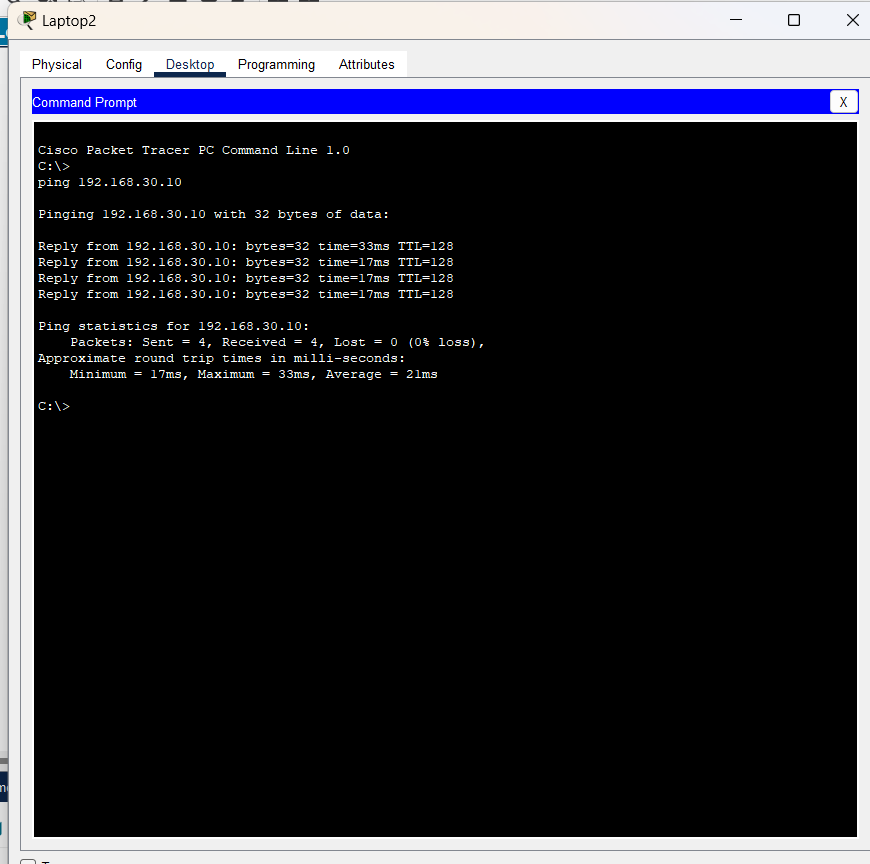 Laptop2
Physical Config Desktop Programming Attributes
Command Prompt X
Cisco Packet Tracer PC Command Line 1.0
C:\>
ping 192.168.30.10
Pinging 192.168.30.10 with 32 bytes of data:
Reply from 192.168.30.10: bytes=32 time=33ms TTL=128
Reply from 192.168.30.10: bytes=32 time=17ms TTL=128
Reply from 192.168.30.10: bytes=32 time=17ms TTL=128
Reply from 192.168.30.10: bytes=32 time=17ms TTL=128
Ping statistics for 192.168.30.10:
Packets: Sent = 4, Received = 4, Lost = 0 (0% loss),
Approximate round trip times in milli-seconds:
Minimum = 17ms, Maximum = 33ms, Average = 21ms
C:\>